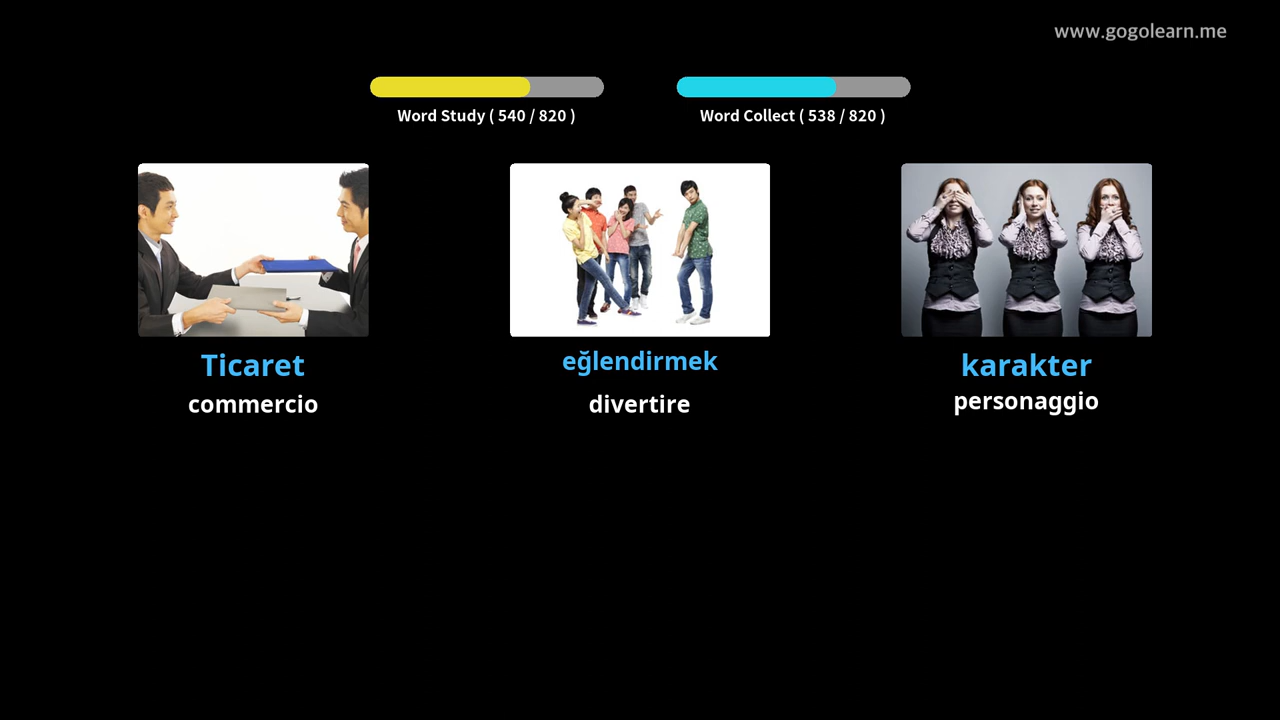 www.gogolearn.me
Word Study ( 540 / 820 )
Word Collect ( 538 / 820 )
Ticaret
commercio
eğlendirmek
divertire
karakter
personaggio